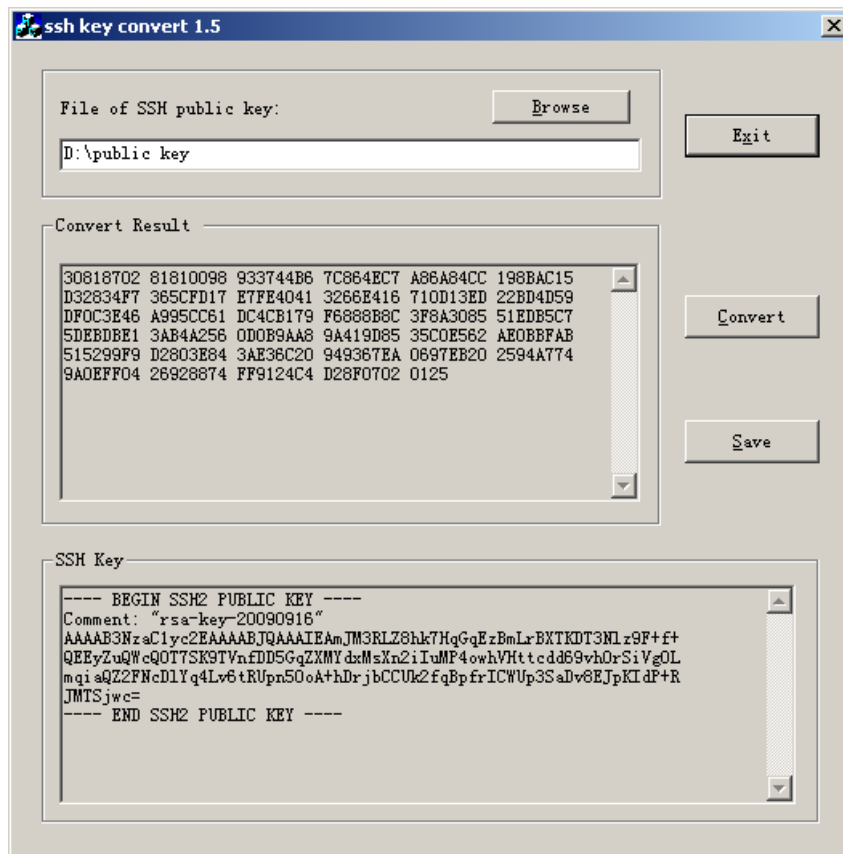 ssh key convert 1.5
File of SSH public key:
Browse
D:\public key
Exit
Convert Result
30818702 81810098 933744B6 7C864EC7 A86A84CC 198BAC15
D32834F7 365CFD17 E7FE4041 3266E416 710D13ED 22BD4D59
DF0C3E46 A995CC61 DC4CB179 F6888B8C 3F8A3085 51EDB5C7
5DEBDBE1 3AB4A256 0D0B9AA8 9A419D85 35C0E562 AE0BBFAB
515299F9 D2803E84 3AE36C20 949367EA 0697EB20 2594A774
9A0EFF04 26928874 FF9124C4 D28F0702 0125
Convert
Save
SSH Key
---- BEGIN SSH2 PUBLIC KEY ----
Comment: "rsa-key-20090916"
AAAAB3NzaC1yc2EAAAABJQAAAIEAmJM3RLZ8hk7HqGqEzBmLrBXTKDT3Nlz9F+f+
QEEyZuQWcQ0T7SK9TVnfDD5GqZXMYdxMsXn2iIuMP4owhVHttcdd69vhOrSiVg0L
mqiaQZ2FNcDlYq4Lv6tRUpn50oA+hDrjbCCUk2fqBpfrICWUp3SaDv8EJpKIdP+R
JMTSjwc=
---- END SSH2 PUBLIC KEY ----